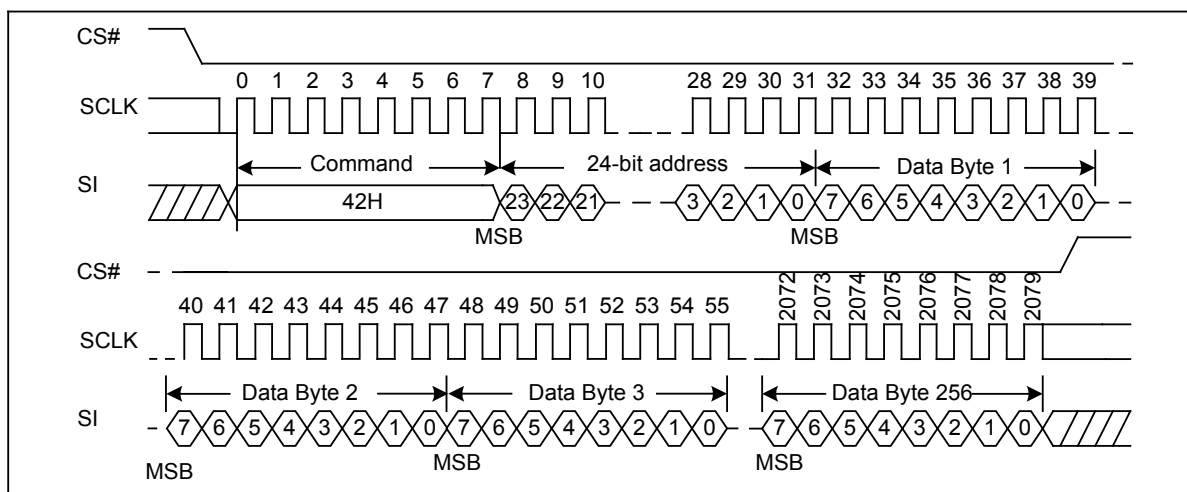 CS#
0 1 2 3 4 5 6 7 8 9 10 28 29 30 31 32 33 34 35 36 37 38 39
SCLK
Command 24-bit address Data Byte 1
SI
42H 23 22 21 3 2 1 0 7 6 5 4 3 2 1 0
MSB MSB
CS#
40 41 42 43 44 45 46 47 48 49 50 51 52 53 54 55 2072 2073 2074 2075 2076 2077 2078 2079
SCLK
Data Byte 2 Data Byte 3 Data Byte 256
SI
7 6 5 4 3 2 1 0 7 6 5 4 3 2 1 0 7 6 5 4 3 2 1 0
MSB MSB MSB